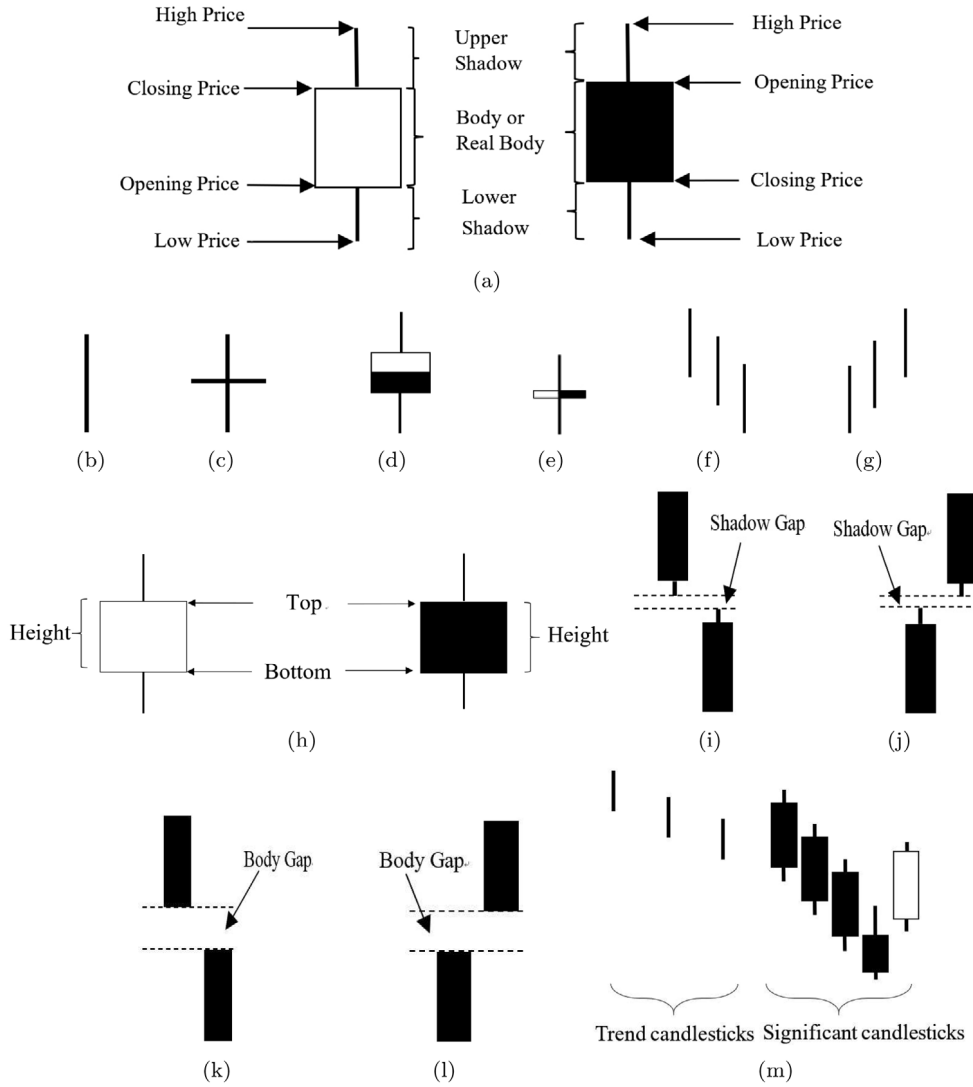 High Price
Upper
Shadow
High Price
Closing Price
Opening Price
Body or
Real Body
Opening Price
Closing Price
Lower
Shadow
Low Price
Low Price
(a)
(b)
(c)
(d)
(e)
(f)
(g)
Shadow Gap
Shadow Gap
Top
Height
Height
Bottom
(h)
(i)
(j)
Body Gap
Body Gap
Trend candlesticks
Significant candlesticks
(k)
(l)
(m)